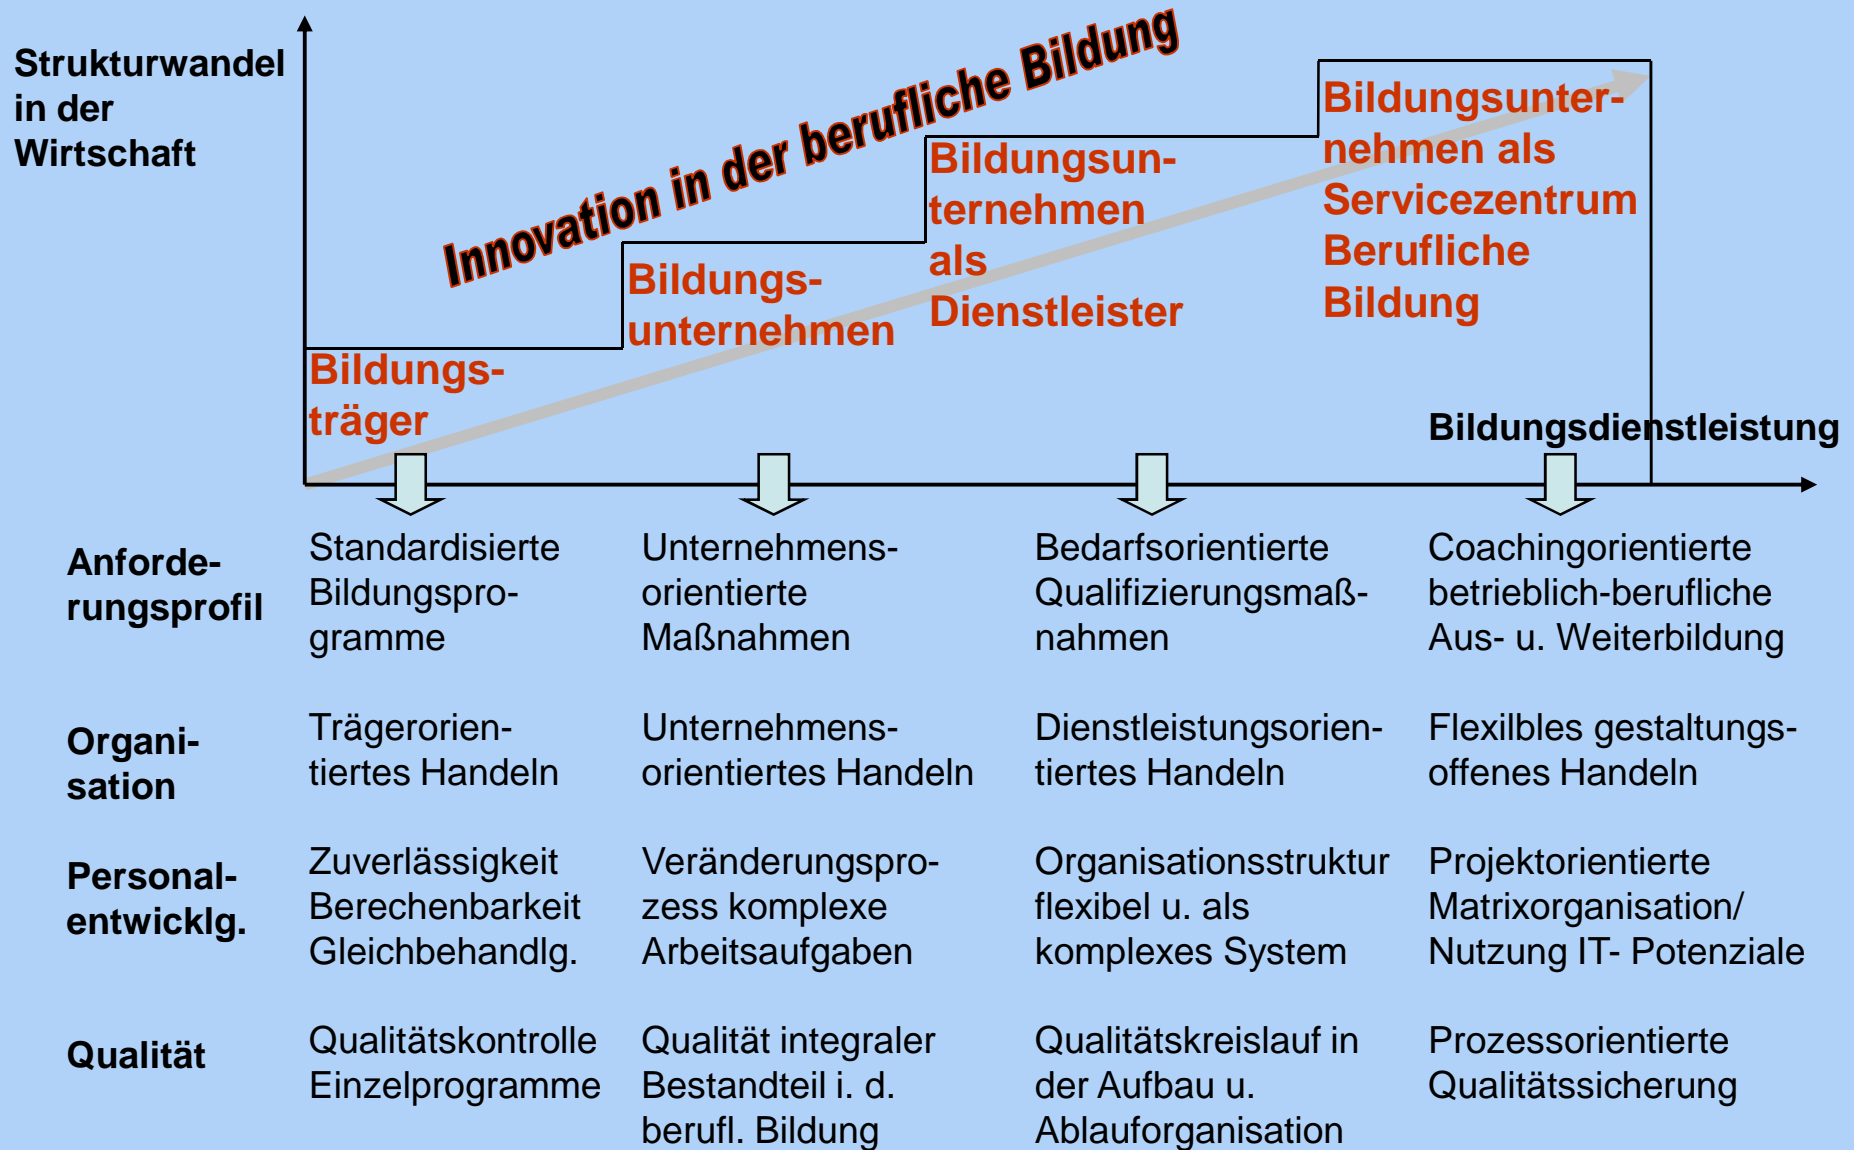 Strukturwandel
in der
Wirtschaft
Innovation in der berufliche Bildung
Bildungs-
träger
Bildungs-
unternehmen
Bildungsun-
ternehmen
als
Dienstleister
Bildungsunter-
nehmen als
Servicezentrum
Berufliche
Bildung
Bildungsdienstleistung
Anforde-
rungsprofil
Standardisierte
Bildungspro-
gramme
Unternehmens-
orientierte
Maßnahmen
Bedarfsorientierte
Qualifizierungsmaß-
nahmen
Coachingorientierte
betrieblich-berufliche
Aus- u. Weiterbildung
Organi-
sation
Trägerorien-
tiertes Handeln
Unternehmens-
orientiertes Handeln
Dienstleistungsorien-
tiertes Handeln
Flexilbles gestaltungs-
offenes Handeln
Personal-
entwicklg.
Zuverlässigkeit
Berechenbarkeit
Gleichbehandlg.
Veränderungspro-
zess komplexe
Arbeitsaufgaben
Organisationsstruktur
flexibel u. als
komplexes System
Projektorientierte
Matrixorganisation/
Nutzung IT- Potenziale
Qualität
Qualitätskontrolle
Einzelprogramme
Qualität integraler
Bestandteil i. d.
berufl. Bildung
Qualitätskreislauf in
der Aufbau u.
Ablauforganisation
Prozessorientierte
Qualitätssicherung